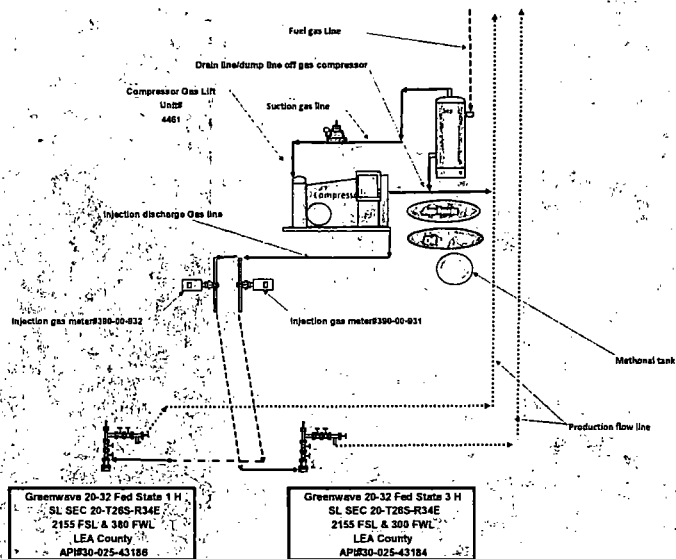 Fuel gas Line
Drain line/dump line off gas compressor
Compressor Gas Lift
Unit#
4461
Suction gas line
Compress
Injection discharge Gas line
Injection gas meter#390-00-932
Injection gas meter#390-00-931
Methonal tank
Production flow line
Greenwave 20-32 Fed State 1 H
SL SEC 20-T26S-R34E
2155 FSL & 380 FWL
LEA County
API#30-025-43186
Greenwave 20-32 Fed State 3 H
SL SEC 20-T26S-R34E
2155 FSL & 300 FWL
LEA County
API#30-025-43184